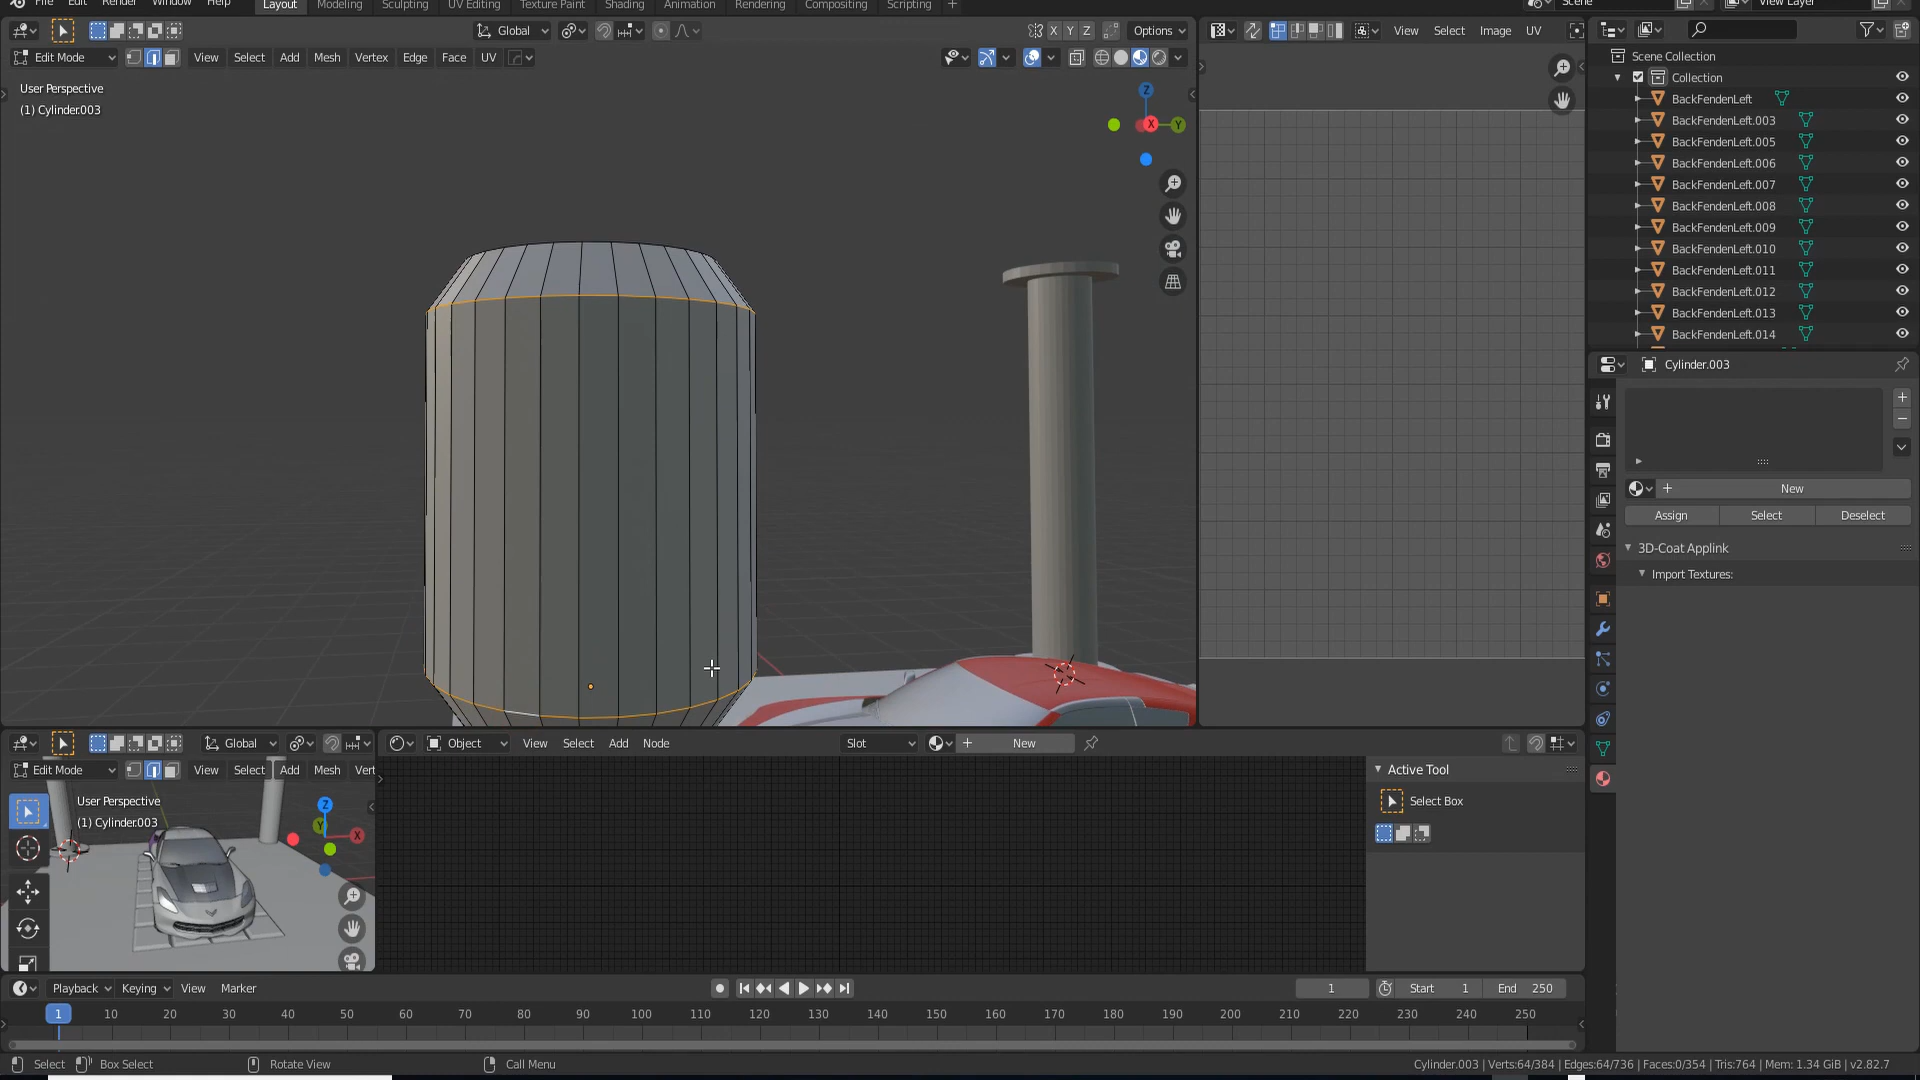 File Edit Render Window Help Layout Modeling Sculpting UV Editing Texture Paint Shading Animation Rendering Compositing Scripting + Scene View Layer
Global X Y Z Options View Select Image UV
Edit Mode View Select Add Mesh Vertex Edge Face UV
User Perspective
(1) Cylinder.003
Z
X
Y
Scene Collection
Collection
BackFendenLeft
BackFendenLeft.003
BackFendenLeft.005
BackFendenLeft.006
BackFendenLeft.007
BackFendenLeft.008
BackFendenLeft.009
BackFendenLeft.010
BackFendenLeft.011
BackFendenLeft.012
BackFendenLeft.013
BackFendenLeft.014
Cylinder.003
New
Assign Select Deselect
3D-Coat Applink
Import Textures:
Global
Edit Mode View Select Add Mesh Vert
User Perspective
(1) Cylinder.003
Z
Y
X
Object View Select Add Node Slot New
Active Tool
Select Box
Playback Keying View Marker 1 Start 1 End 250
1 10 20 30 40 50 60 70 80 90 100 110 120 130 140 150 160 170 180 190 200 210 220 230 240 250
Select Box Select Rotate View Call Menu Cylinder.003 | Verts:64/384 | Edges:64/736 | Faces:0/354 | Tris:764 | Mem: 1.34 GiB | v2.82.7